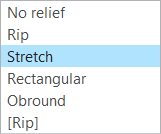 No relief
Rip
Stretch
Rectangular
Obround
[Rip]